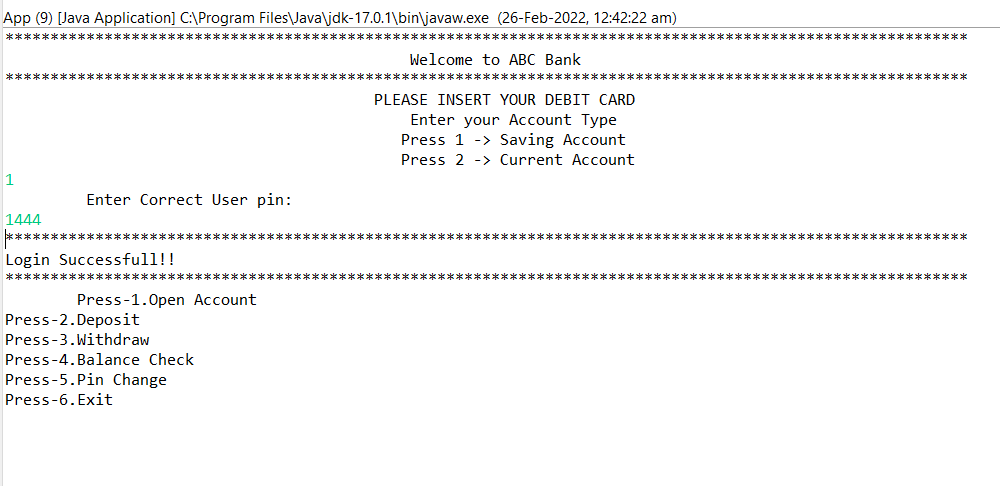 App (9) [Java Application] C:\Program Files\Java\jdk-17.0.1\bin\javaw.exe (26-Feb-2022, 12:42:22 am)
***********************************************************************************************************
Welcome to ABC Bank
***********************************************************************************************************
PLEASE INSERT YOUR DEBIT CARD
Enter your Account Type
Press 1 -> Saving Account
Press 2 -> Current Account
1
Enter Correct User pin:
1444
***********************************************************************************************************
Login Successfull!!
***********************************************************************************************************
Press-1.Open Account
Press-2.Deposit
Press-3.Withdraw
Press-4.Balance Check
Press-5.Pin Change
Press-6.Exit